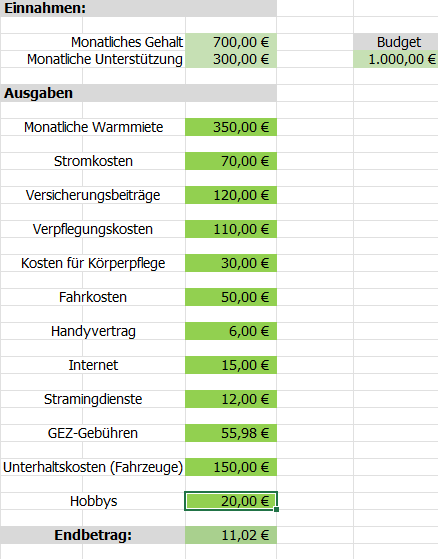 Einnahmen:
Monatliches Gehalt 700,00 € Budget
Monatliche Unterstützung 300,00 € 1.000,00 €
Ausgaben
Monatliche Warmmiete 350,00 €
Stromkosten 70,00 €
Versicherungsbeiträge 120,00 €
Verpflegungskosten 110,00 €
Kosten für Körperpflege 30,00 €
Fahrkosten 50,00 €
Handyvertrag 6,00 €
Internet 15,00 €
Stramingdienste 12,00 €
GEZ-Gebühren 55,98 €
Unterhaltskosten (Fahrzeuge) 150,00 €
Hobbys 20,00 €
Endbetrag: 11,02 €